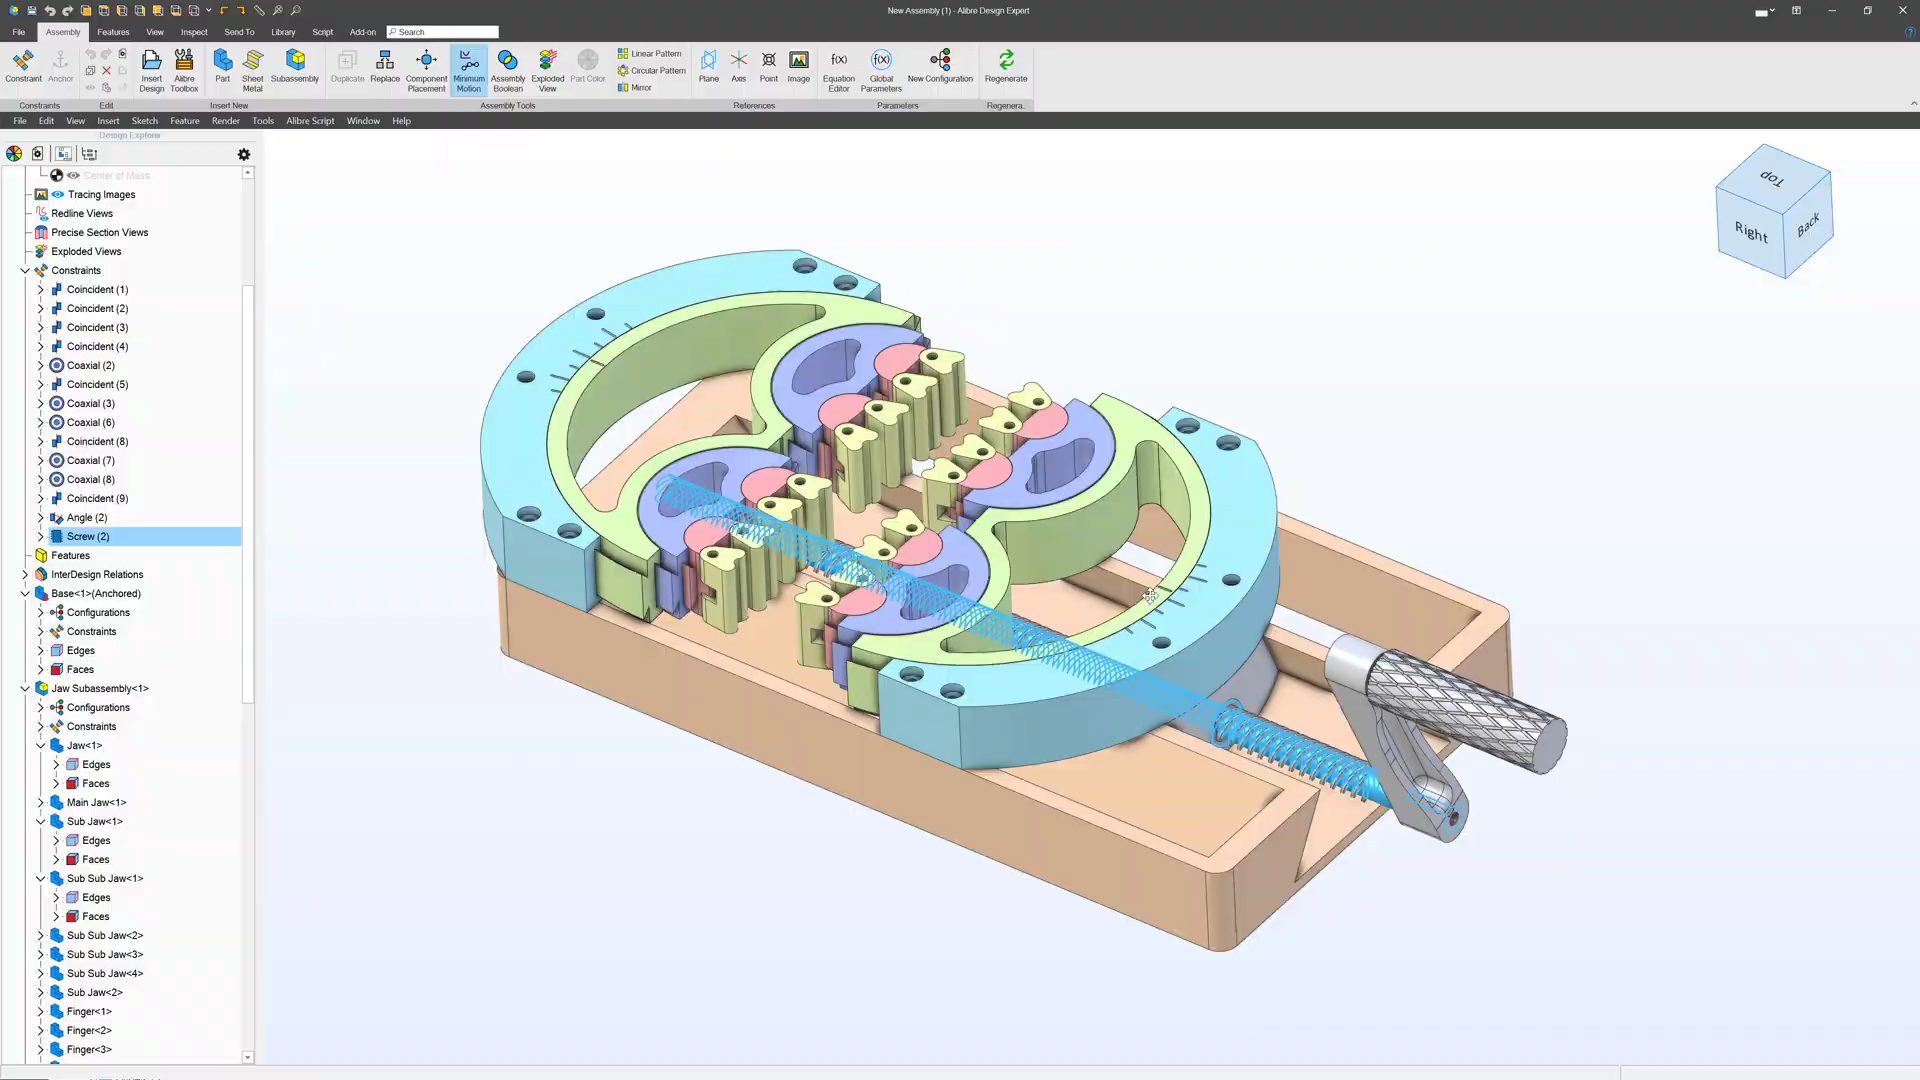 New Assembly (1) - Alibre Design Expert
File Assembly Features View Inspect Send To Library Script Add-on Search
Constraint Anchor
Insert Design Alibre Toolbox
Part Sheet Metal Subassembly
Duplicate Replace Component Placement Minimum Motion Assembly Boolean Exploded View Part Color
Linear Pattern
Circular Pattern
Mirror
Plane Axis Point Image
Equation Editor Global Parameters New Configuration
Regenerate
Constraints Edit Insert New Assembly Tools References Parameters Regenera..
File Edit View Insert Sketch Feature Render Tools Alibre Script Window Help
Design Explorer
Center of Mass
Tracing Images
Redline Views
Precise Section Views
Exploded Views
Constraints
Coincident (1)
Coincident (2)
Coincident (3)
Coincident (4)
Coaxial (2)
Coincident (5)
Coaxial (3)
Coaxial (6)
Coincident (8)
Coaxial (7)
Coaxial (8)
Coincident (9)
Angle (2)
Screw (2)
Features
InterDesign Relations
Base<1>(Anchored)
Configurations
Constraints
Edges
Faces
Jaw Subassembly<1>
Configurations
Constraints
Jaw<1>
Edges
Faces
Main Jaw<1>
Sub Jaw<1>
Edges
Faces
Sub Sub Jaw<1>
Edges
Faces
Sub Sub Jaw<2>
Sub Sub Jaw<3>
Sub Sub Jaw<4>
Sub Jaw<2>
Finger<1>
Finger<2>
Finger<3>
Top
Right
Back